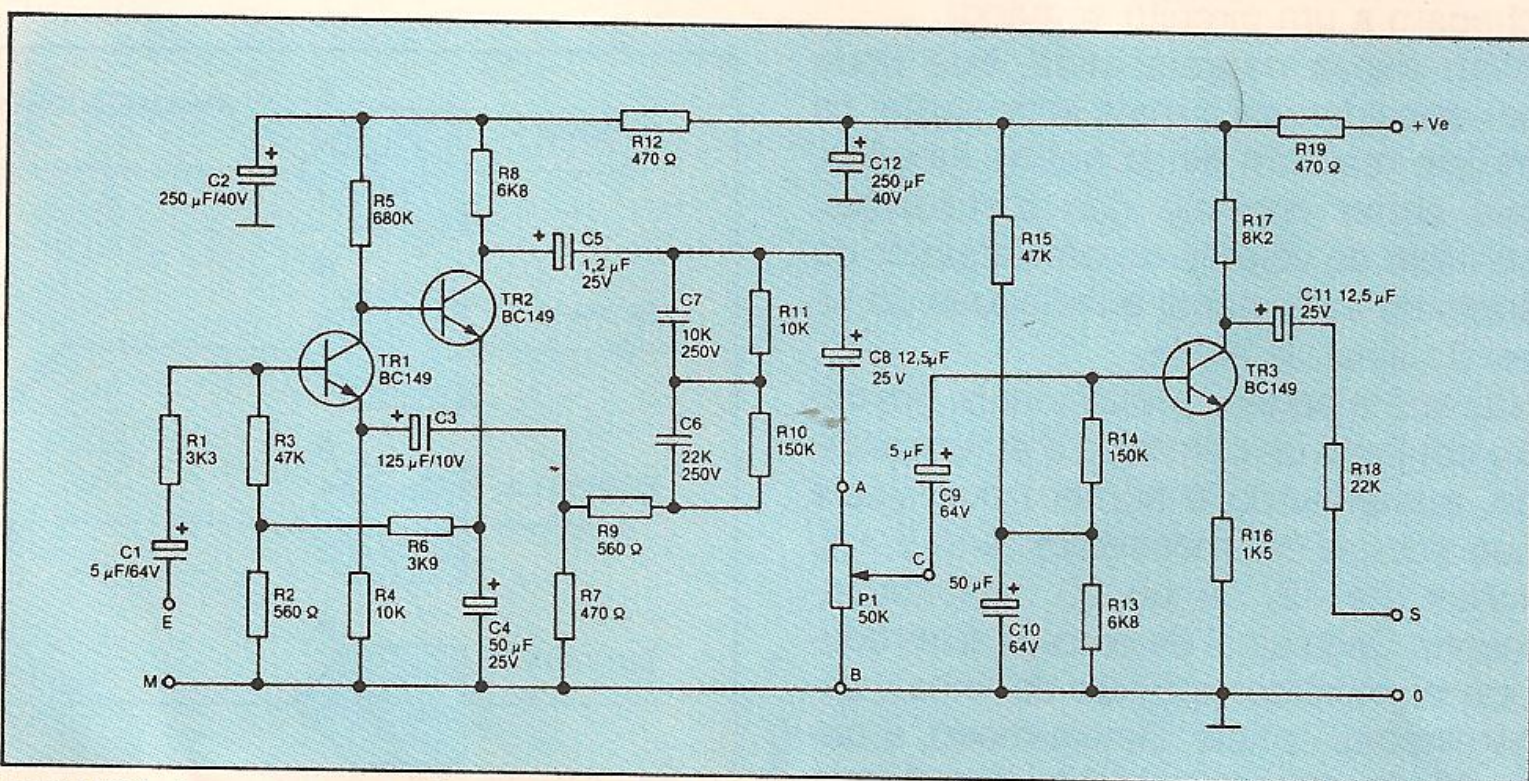 + Ve
R12
470 Ω
R19
470 Ω
C2
250 µF/40V
R5
680K
R8
6K8
C12
250 µF
40V
R15
47K
R17
8K2
C5
1,2 µF
25V
TR2
BC149
C7
10K
250V
R11
10K
C11 12,5 µF
25V
TR1
BC149
C8 12,5µF
25 V
TR3
BC149
R1
3K3
R3
47K
C3
125 µF/10V
C6
22K
250V
R10
150K
5 µF
C9
64V
R14
150K
R18
22K
A
C1
5 µF/64V
R6
3K9
R9
560 Ω
R16
1K5
E
R2
560 Ω
R4
10K
C4
50 µF
25V
R7
470 Ω
P1
50K
C
50 µF
C10
64V
R13
6K8
S
M
B
0